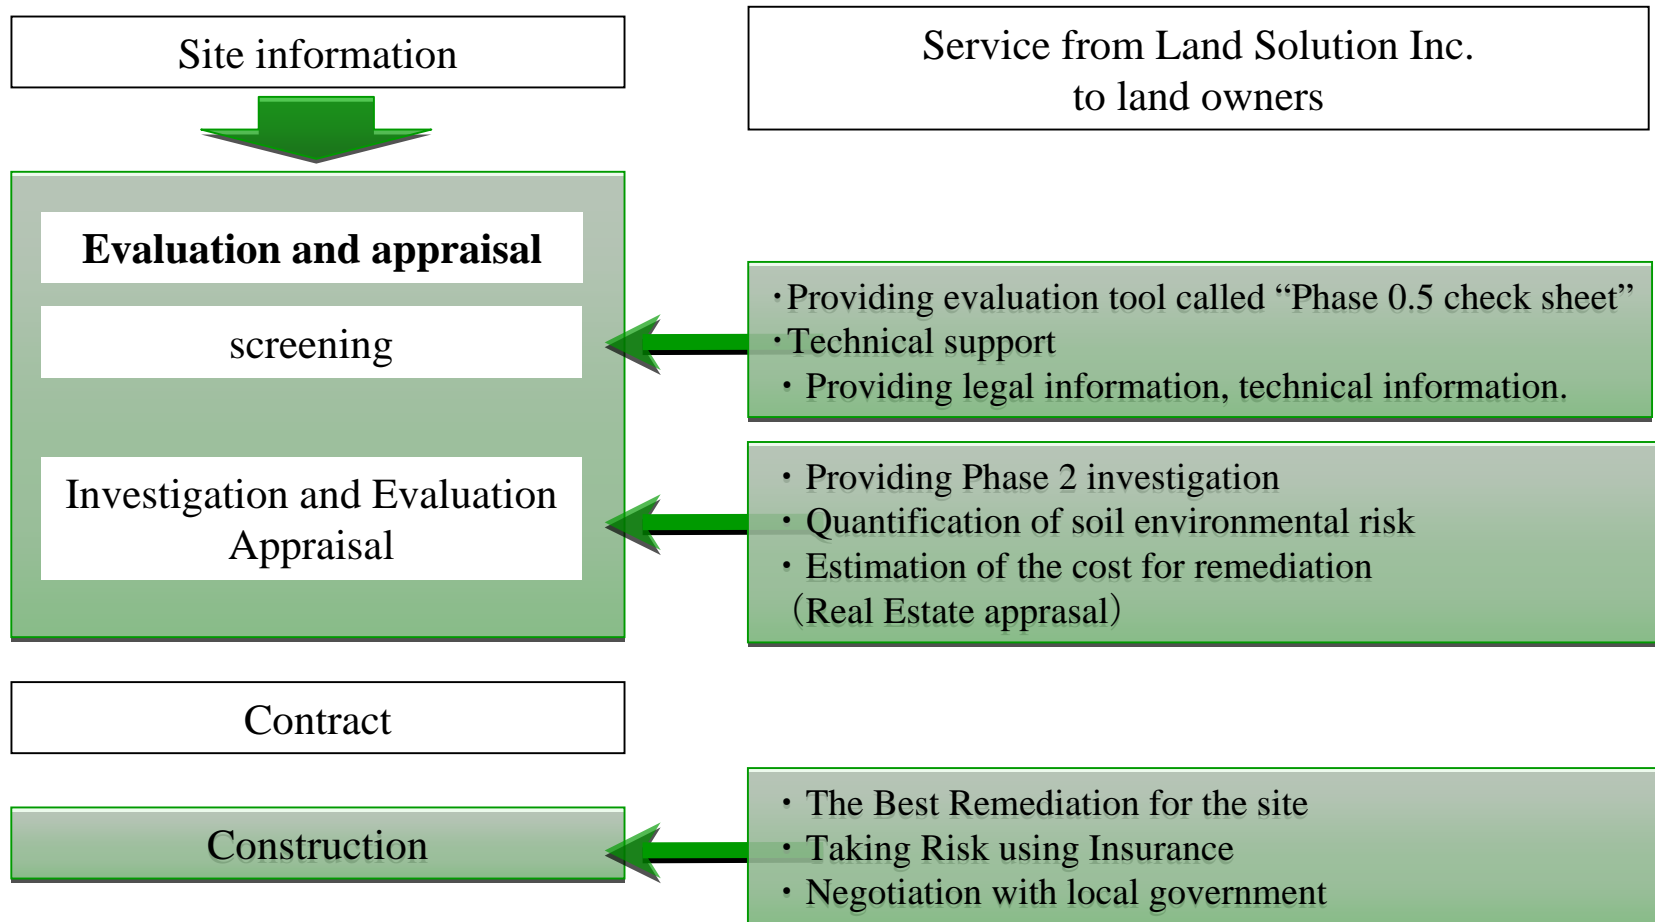 Site information
Service from Land Solution Inc.
to land owners
Evaluation and appraisal
screening
・Providing evaluation tool called “Phase 0.5 check sheet”
・Technical support
・ Providing legal information, technical information.
Investigation and Evaluation
Appraisal
・ Providing Phase 2 investigation
・ Quantification of soil environmental risk
・ Estimation of the cost for remediation
（Real Estate apprasal）
Contract
Construction
・ The Best Remediation for the site
・ Taking Risk using Insurance
・ Negotiation with local government